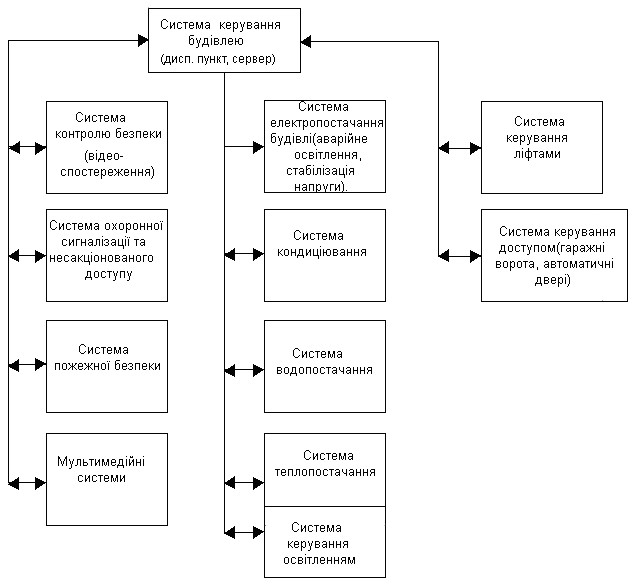 Система керування
будівлею
(дисп. пункт, сервер)
Система
контролю безпеки
(відео-
спостереження)
Система охоронної
сигналізації та
несакціонованого
доступу
Система
пожежної безпеки
Мультимедійні
системи
Система
електропостачання
будівлі(аварійне
освітлення,
стабілізація
напруги).
Система
кондиціювання
Система
водопостачання
Система
теплопостачання
Система
керування
освітленням
Система
керування
ліфтами
Система керування
доступом(гаражні
ворота, автоматичні
двері)